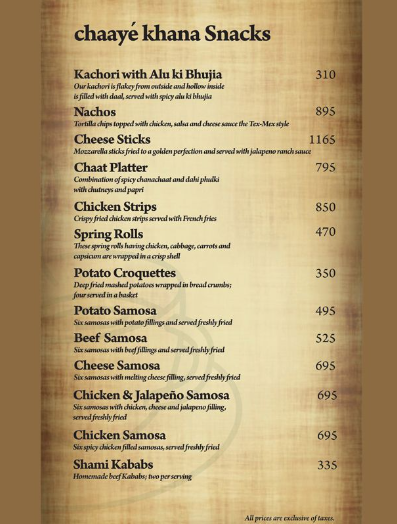 chaayé khana Snacks
Kachori with Alu ki Bhujia 310
Our kachori is flakey from outside and hollow inside
is filled with daal, served with spicy alu ki bhujia
Nachos 895
Tortilla chips topped with chicken, salsa and cheese sauce the Tex-Mex style
Cheese Sticks 1165
Mozzarella sticks fried to a golden perfection and served with jalapeno ranch sauce
Chaat Platter 795
Combination of spicy chanachaat and dahi phulki
with chutneys and papri
Chicken Strips 850
Crispy fried chicken strips served with French fries
Spring Rolls 470
These spring rolls having chicken, cabbage, carrots and
capsicum are wrapped in a crisp shell
Potato Croquettes 350
Deep fried mashed potatoes wrapped in bread crumbs;
four served in a basket
Potato Samosa 495
Six samosas with potato fillings and served freshly fried
Beef Samosa 525
Six samosas with beef fillings and served freshly fried
Cheese Samosa 695
Six samosas with melting cheese filling, served freshly fried
Chicken & Jalapeño Samosa 695
Six samosas with chicken, cheese and jalapeno filling,
served freshly fried
Chicken Samosa 695
Six spicy chicken filled samosas, served freshly fried
Shami Kababs 335
Homemade beef Kababs; two per serving
All prices are exclusive of taxes.